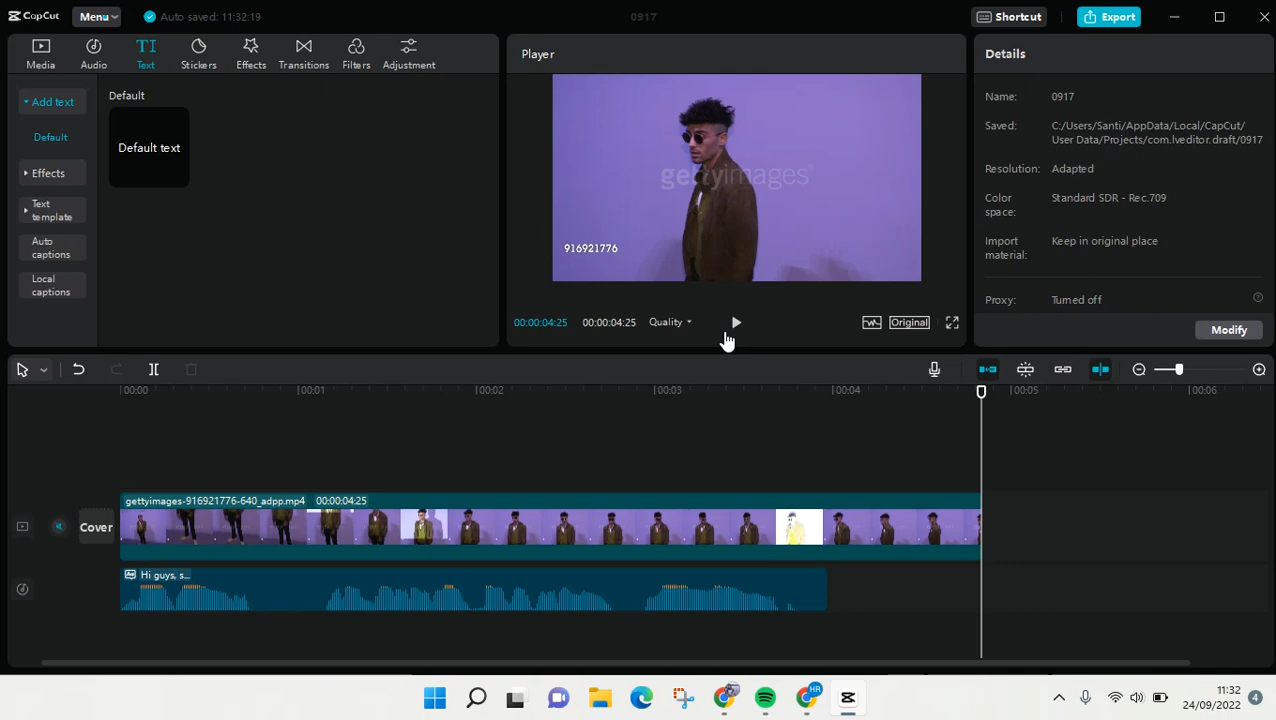 CapCut
Menu
Auto saved: 11:32:19
0917
Shortcut
Export
Media
Audio
TI
Text
Stickers
Effects
Transitions
Filters
Adjustment
Add text
Default
Effects
Text
template
Auto
captions
Local
captions
Default
Default text
Player
gettyimages
916921776
00:00:04:25
00:00:04:25
Quality
Original
Details
Name:
0917
Saved:
C:/Users/Santi/AppData/Local/CapCut/
User Data/Projects/com.lveditor.draft/0917
Resolution:
Adapted
Color
space:
Standard SDR - Rec.709
Import
material:
Keep in original place
Proxy:
Turned off
Modify
00:00
00:01
00:02
00:03
00:04
00:05
00:06
gettyimages-916921776-640_adpp.mp4 00:00:04:25
Cover
Hi guys, s...
HR
11:32
24/09/2022
4